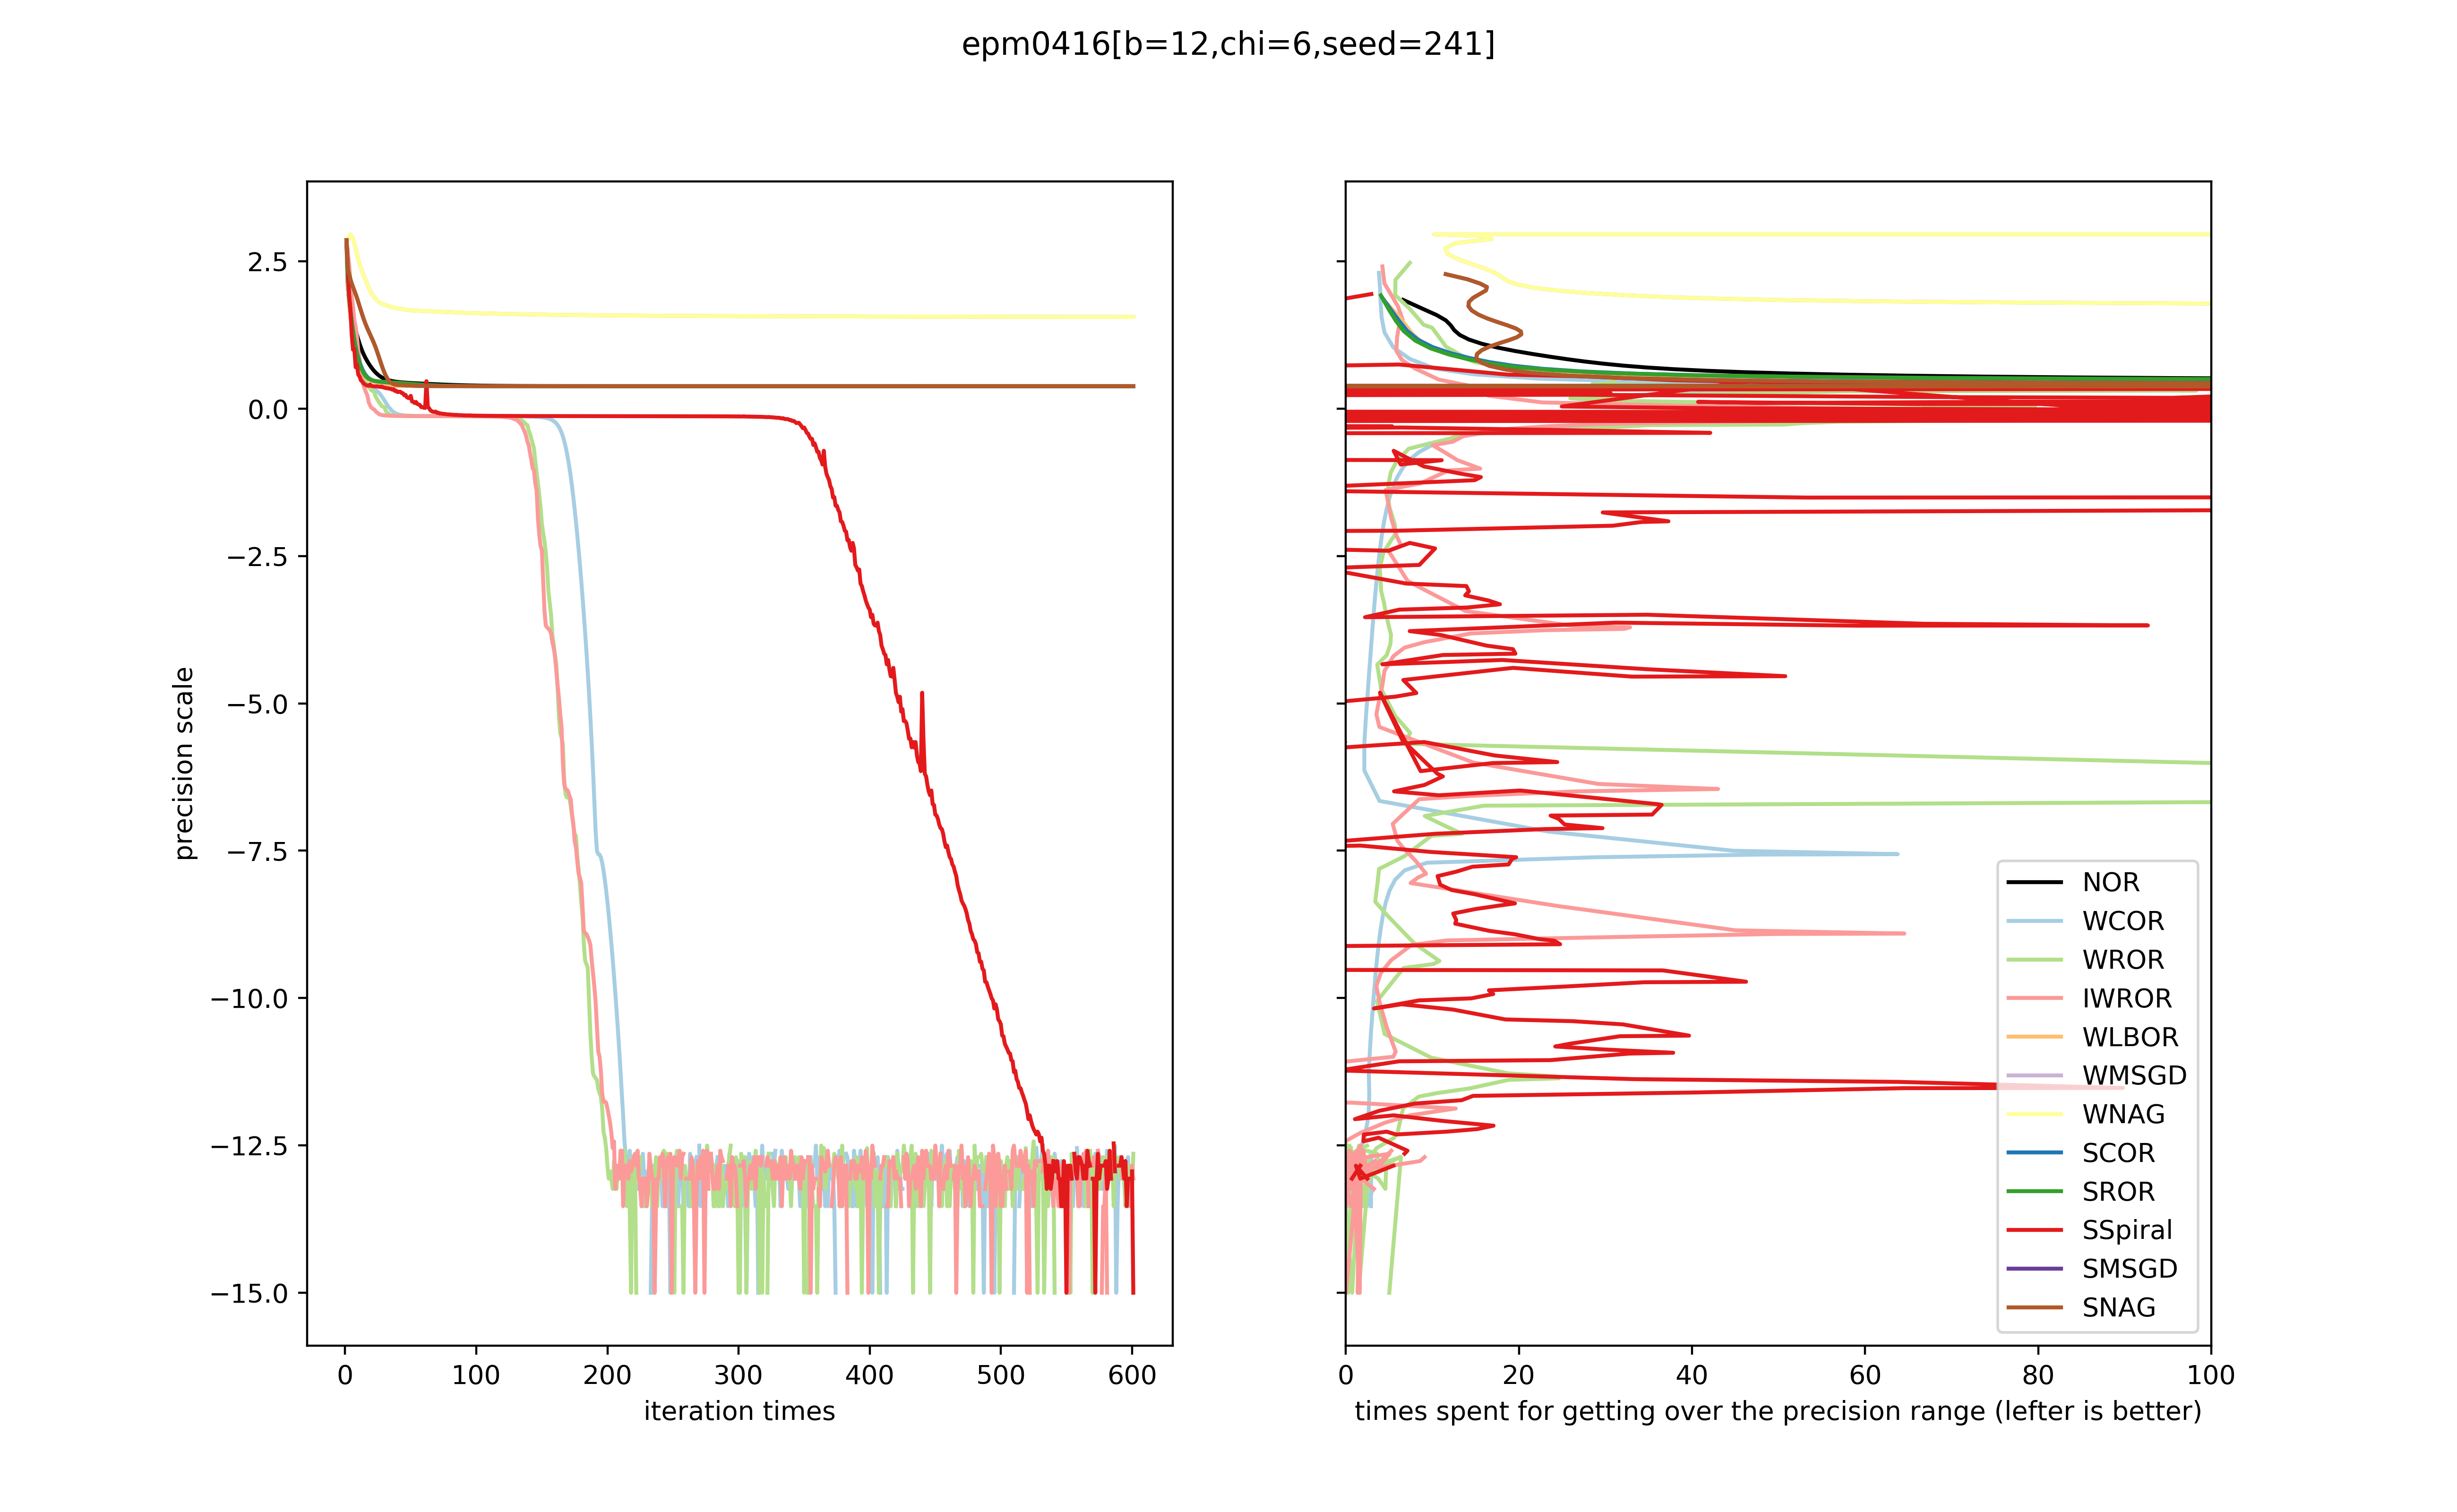 epm0416[b=12,chi=6,seed=241]
precision scale
2.5
0.0
−2.5
−5.0
−7.5
−10.0
−12.5
−15.0
0 100 200 300 400 500 600
iteration times
0 20 40 60 80 100
times spent for getting over the precision range (lefter is better)
NOR
WCOR
WROR
IWROR
WLBOR
WMSGD
WNAG
SCOR
SROR
SSpiral
SMSGD
SNAG